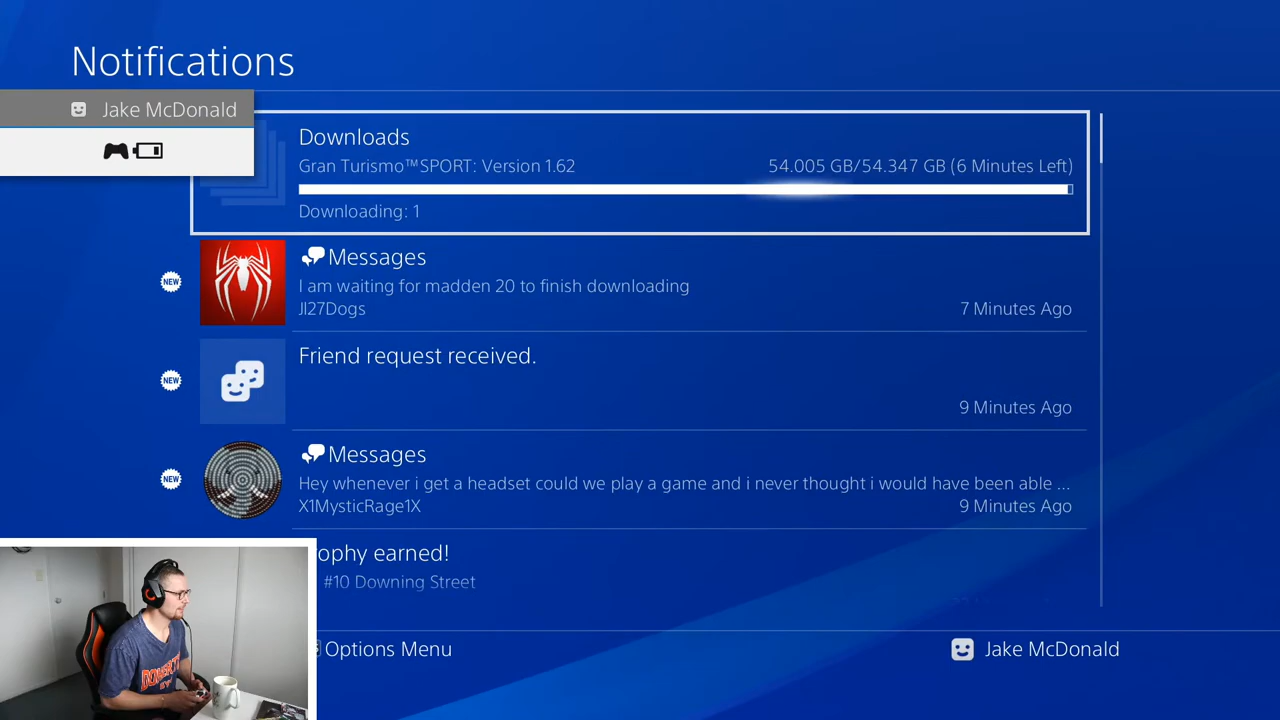 Notifications
Jake McDonald
Downloads
Gran Turismo™SPORT: Version 1.62
54.005 GB/54.347 GB (6 Minutes Left)
Downloading: 1
NEW
Messages
I am waiting for madden 20 to finish downloading
7 Minutes Ago
NEW
Friend request received.
9 Minutes Ago
NEW
Messages
Hey whenever i get a headset could we play a game and i never thought i would have been able ...
X1MysticRage1X
9 Minutes Ago
ophy earned!
#10 Downing Street
Options Menu
Jake McDonald